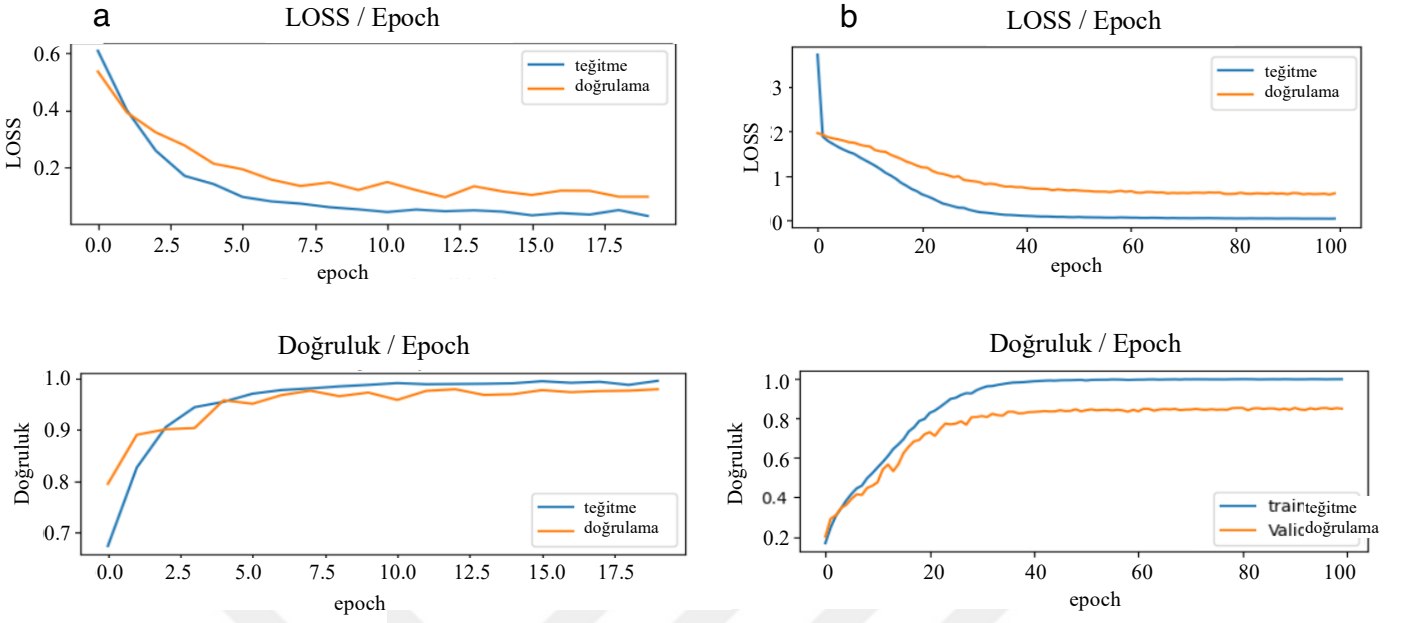 a
LOSS / Epoch
LOSS
0.6
0.4
0.2
teğitme
doğrulama
0.0 2.5 5.0 7.5 10.0 12.5 15.0 17.5
epoch
b
LOSS / Epoch
LOSS
3
2
1
0
teğitme
doğrulama
0 20 40 60 80 100
epoch
Doğruluk / Epoch
Doğruluk
1.0
0.9
0.8
0.7
teğitme
doğrulama
0.0 2.5 5.0 7.5 10.0 12.5 15.0 17.5
epoch
Doğruluk / Epoch
Doğruluk
1.0
0.8
0.6
0.4
0.2
teğitme
doğrulama
0 20 40 60 80 100
epoch